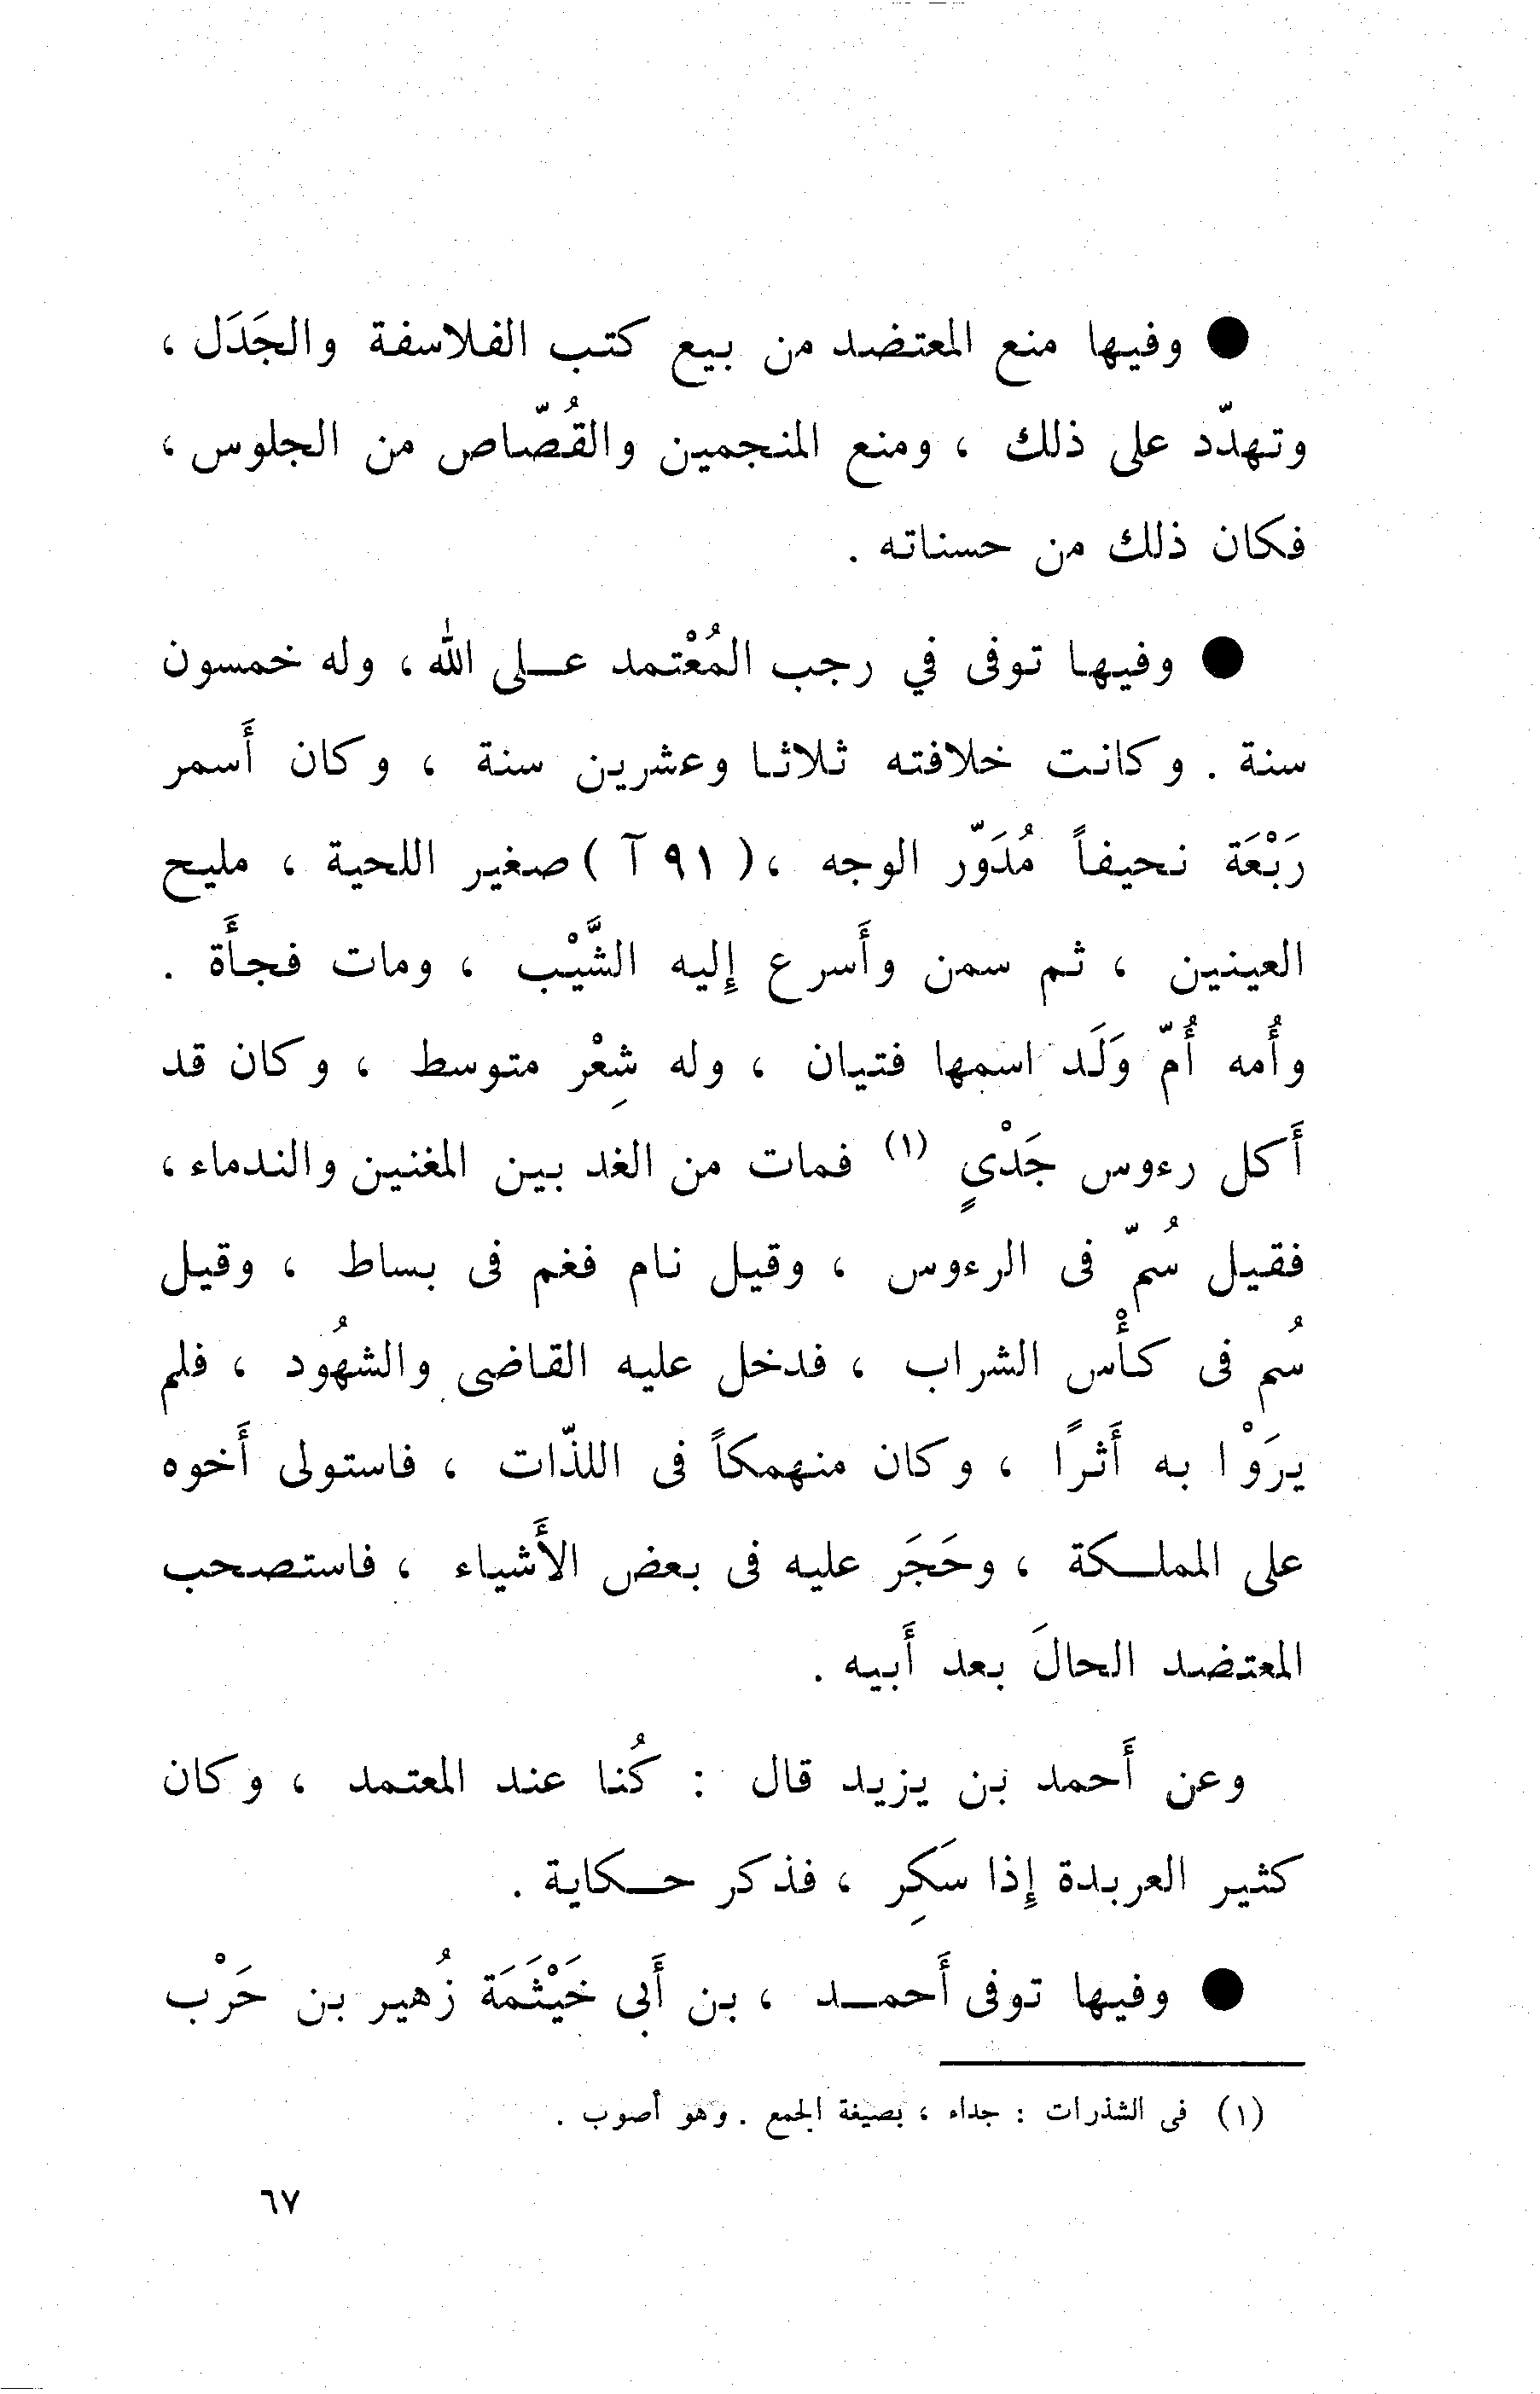 ● وفيها منع المعتضد من بيع كتب الفلاسفة والجَدَل ،
وتهدّد على ذلك ، ومنع المنجمين والقُصّاص من الجلوس ،
فكان ذلك من حسناته .
● وفيها توفى في رجب المُعْتمد عـلى الله ، وله خمسون
سنة . وكانت خلافته ثلاثا وعشرين سنة ، وكان أَسمر
رَبْعَة نحيفاً مُدَوّر الوجه ، ( ٩١ آ ) صغير اللحية ، مليح
العينين ، ثم سمن وأَسرع إِليه الشَّيْب ، ومات فجأَة .
وأُمه أُمّ وَلَد اسمها فتيان ، وله شِعْر متوسط ، وكان قد
أَكل رءوس جَدْىٍ (١) فمات من الغد بين المغنين والندماء ،
فقيل سُمّ فى الرءوس ، وقيل نام فغم فى بساط ، وقيل
سُم فى كأْس الشراب ، فدخل عليه القاضى والشهُود ، فلم
يرَوْا به أَثرًا ، وكان منهمكاً فى اللذّات ، فاستولى أَخوه
على المملـكة ، وحَجَر عليه فى بعض الأَشياء ، فاستصحب
المعتضد الحالَ بعد أَبيه .
وعن أَحمد بن يزيد قال : كُنا عند المعتمد ، وكان
كثير العربدة إِذا سَكِر ، فذكر حـكاية .
● وفيها توفى أَحمـد ، بن أَبى خَيْثَمَة زُهير بن حَرْب
(١) فى الشذرات : جداء ، بصيغة الجمع . وهو أصوب .
٦٧